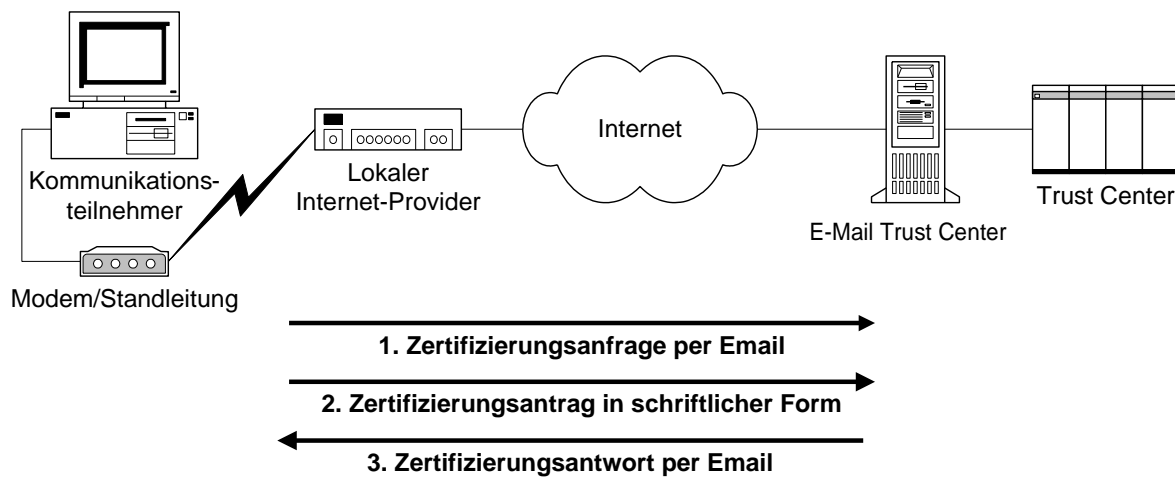 Internet
Kommunikations-
teilnehmer
Lokaler
Internet-Provider
E-Mail Trust Center
Trust Center
Modem/Standleitung
1. Zertifizierungsanfrage per Email
2. Zertifizierungsantrag in schriftlicher Form
3. Zertifizierungsantwort per Email